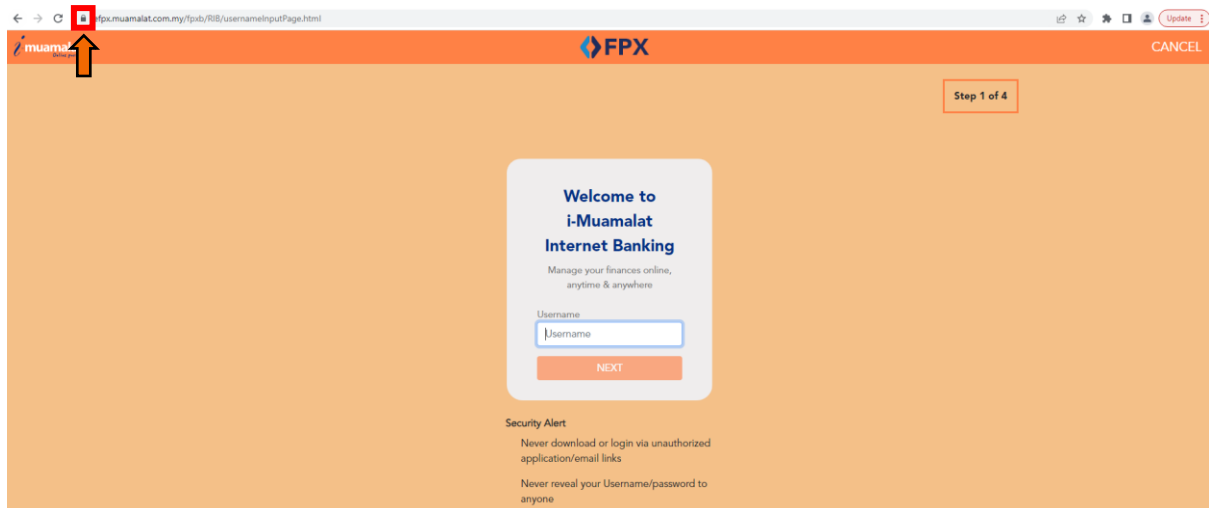 efpx.muamalat.com.my/fpxb/RIB/usernameInputPage.html
Update
FPX
CANCEL
Step 1 of 4
Welcome to
i-Muamalat
Internet Banking
Manage your finances online,
anytime & anywhere
Username
Username
NEXT
Security Alert
Never download or login via unauthorized
application/email links
Never reveal your Username/password to
anyone